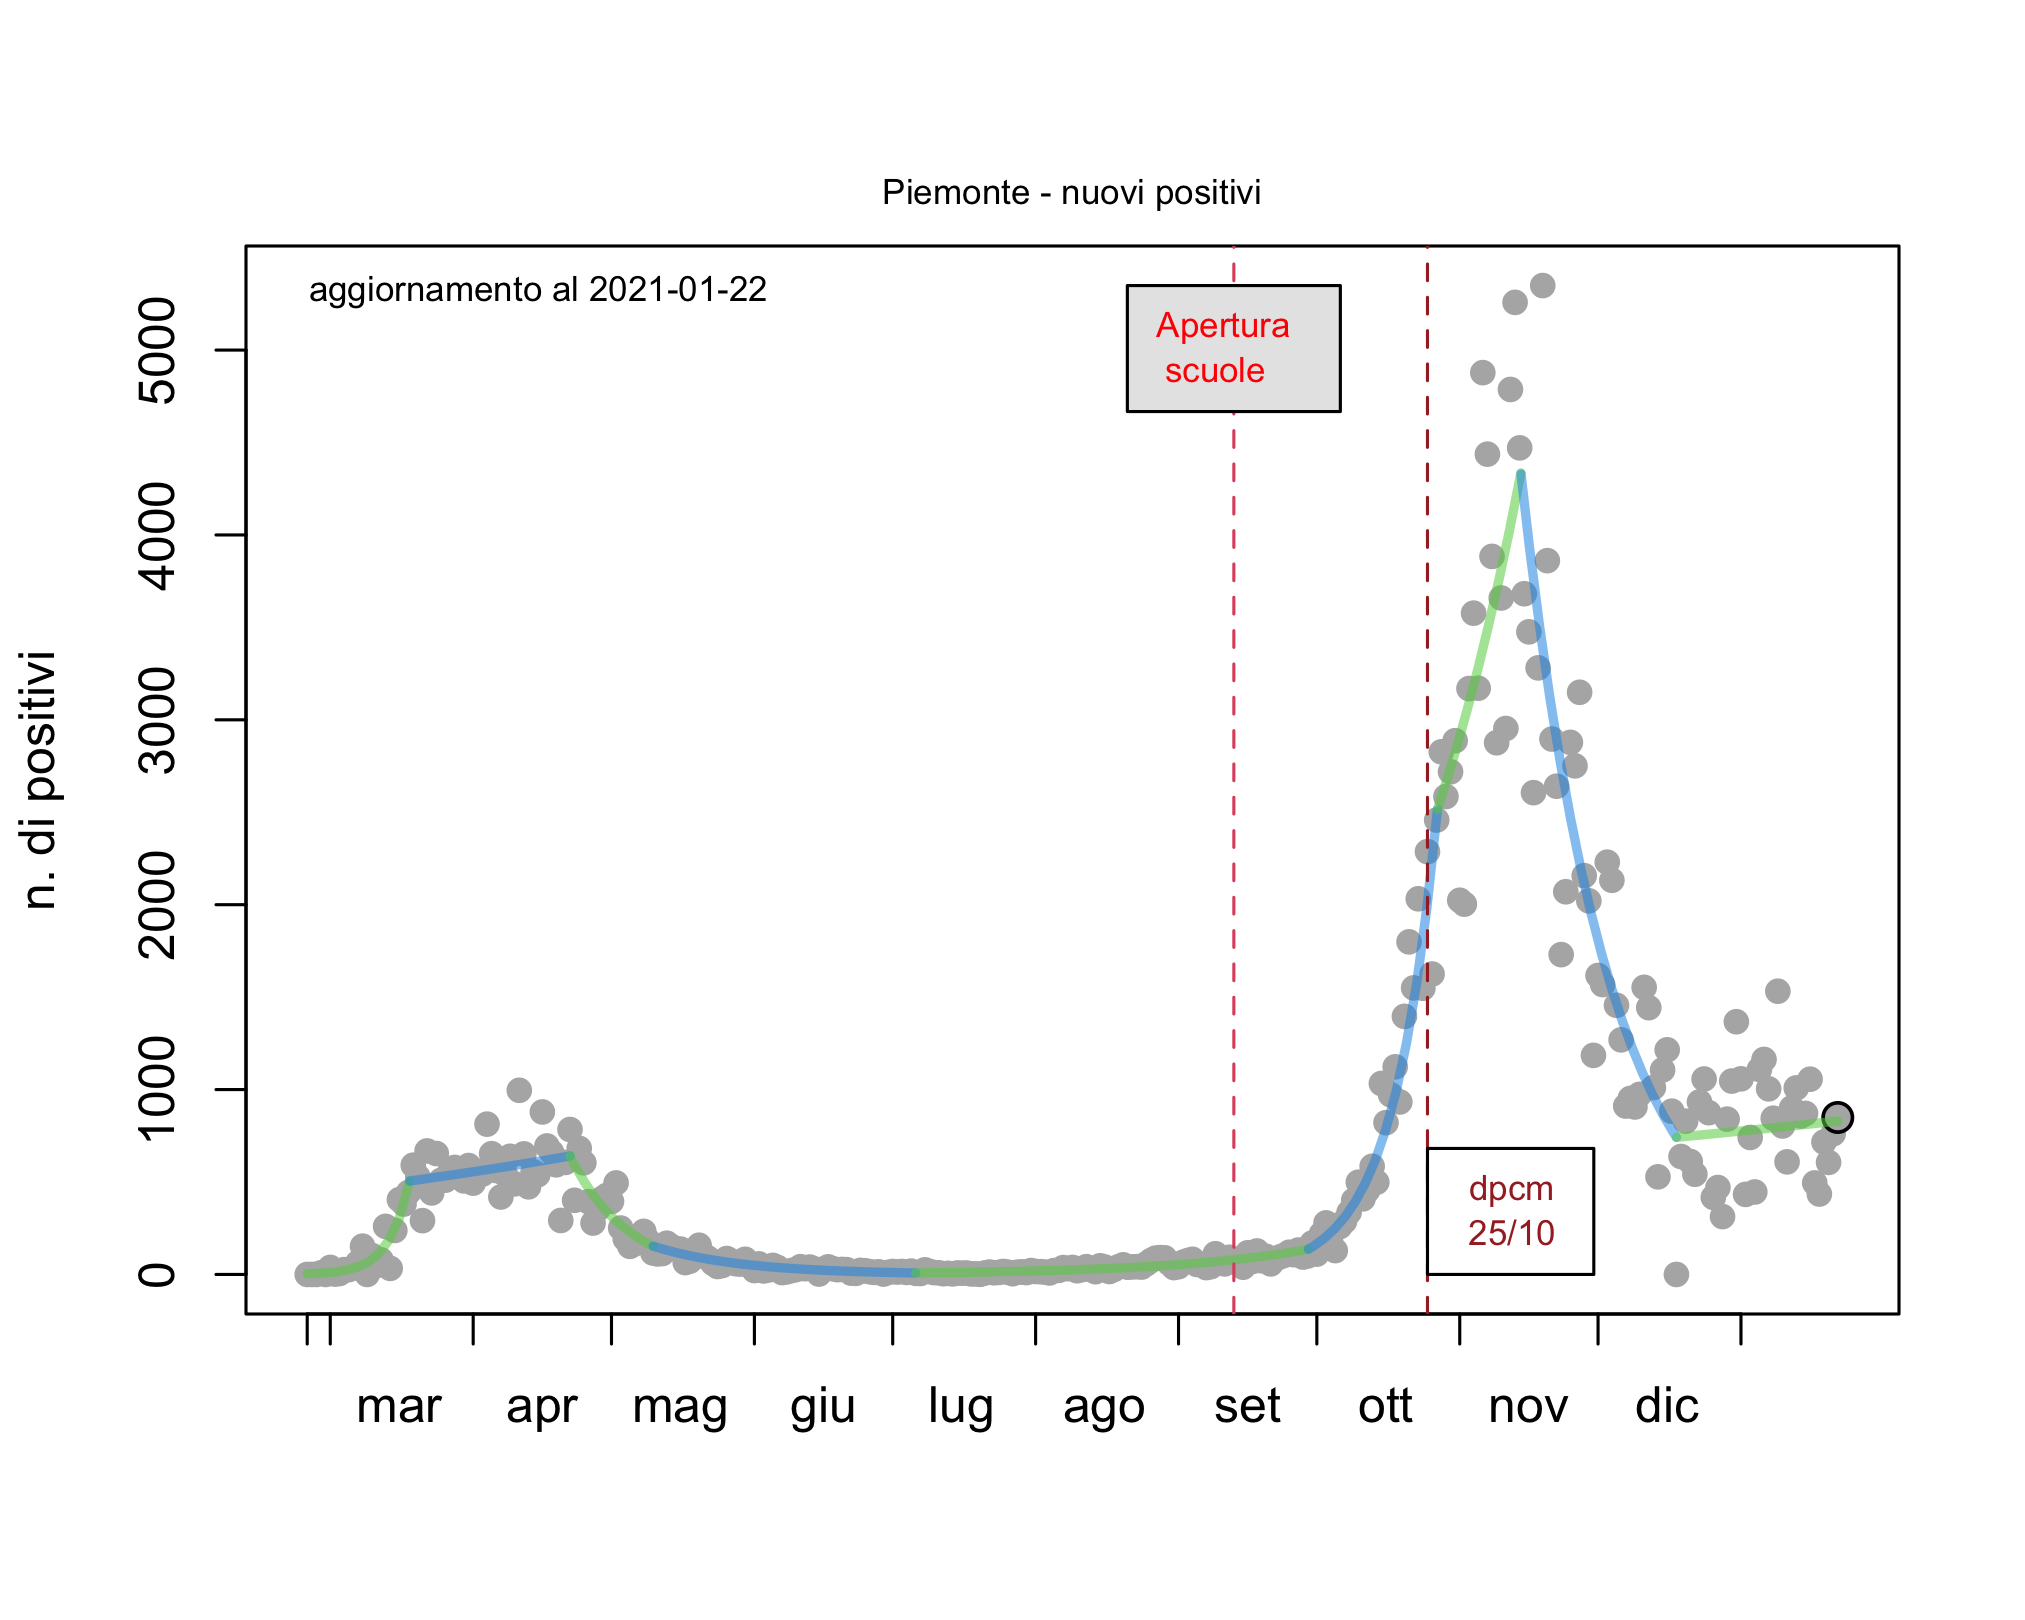 Piemonte - nuovi positivi
aggiornamento al 2021-01-22
Apertura
scuole
n. di positivi
5000
4000
3000
2000
1000
0
dpcm
25/10
mar apr mag giu lug ago set ott nov dic